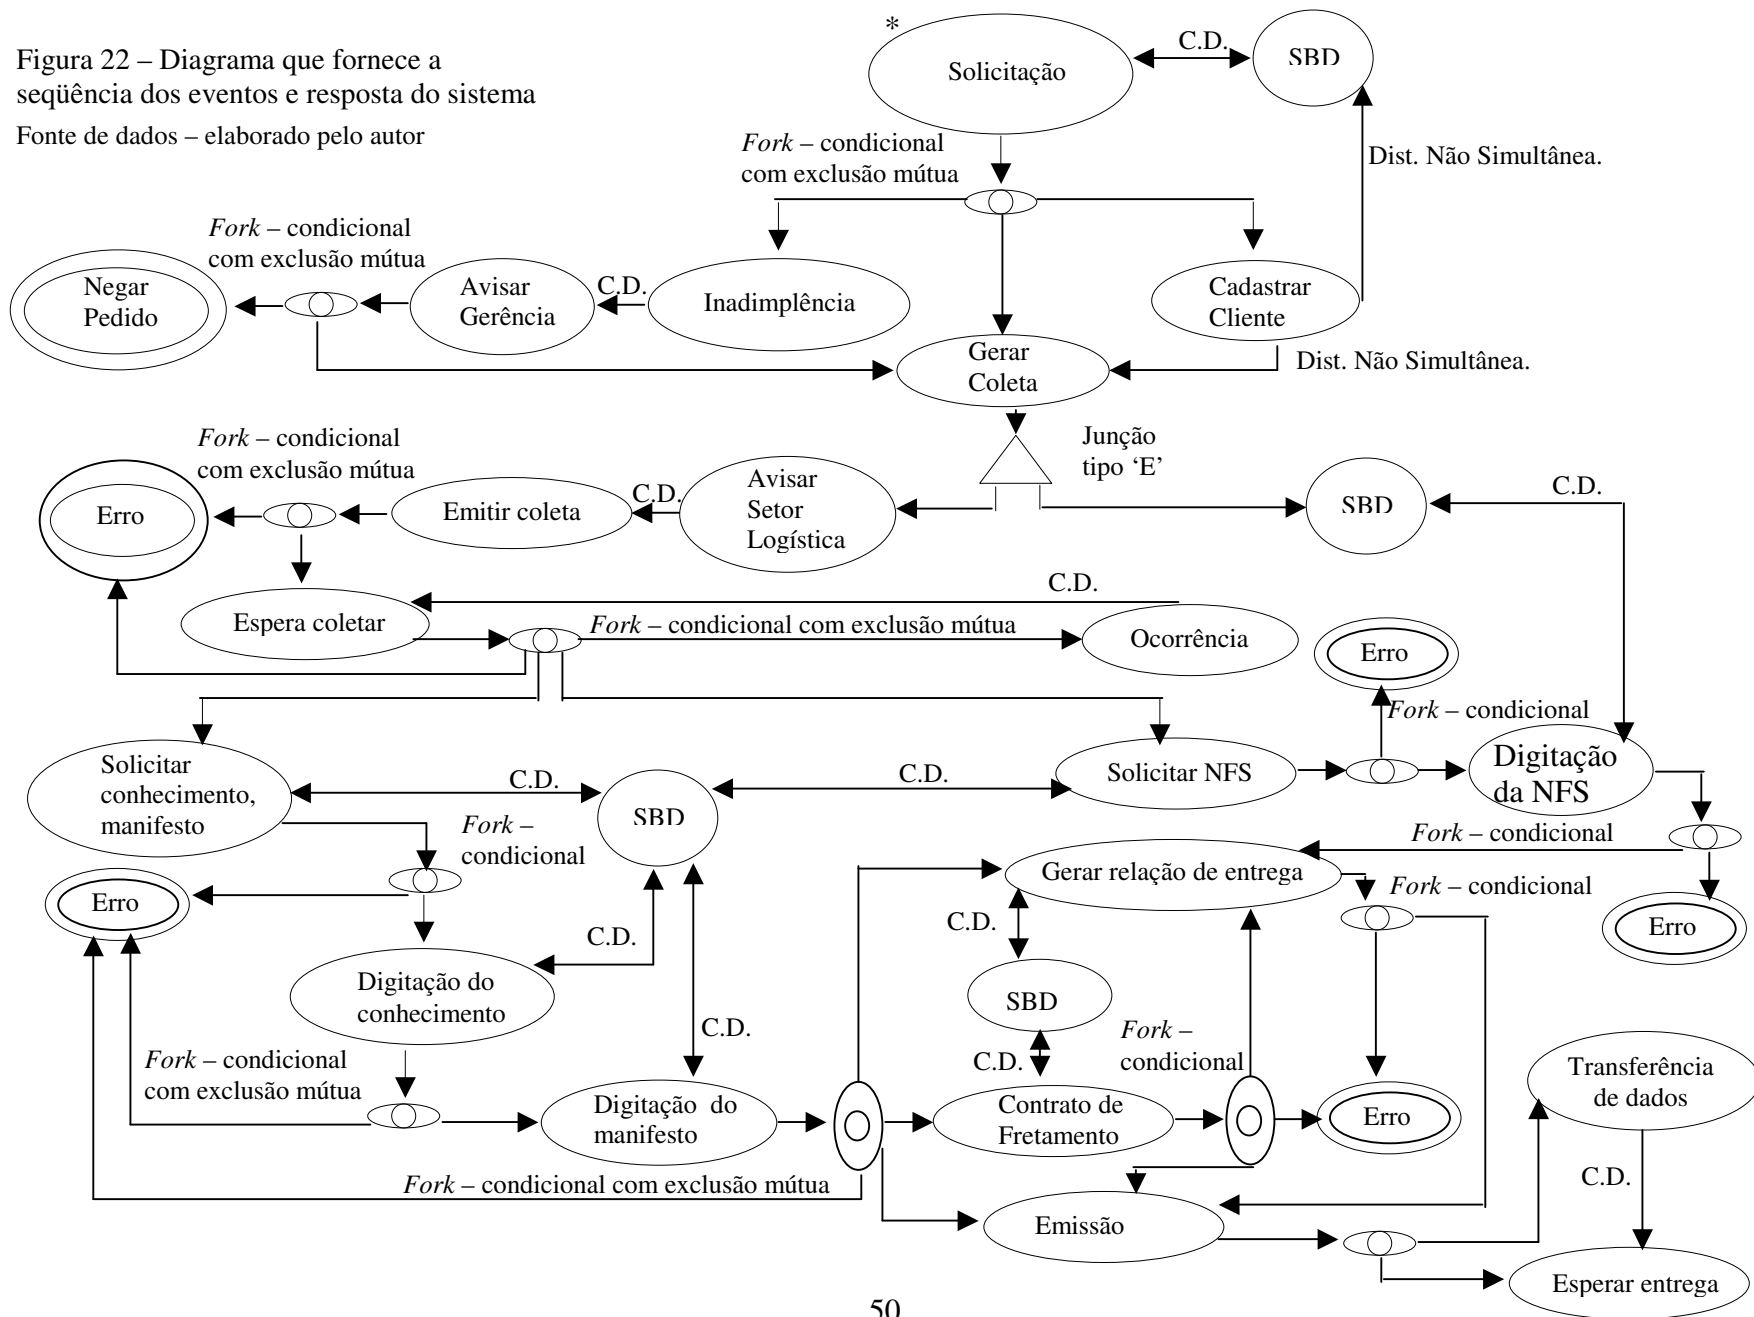 Figura 22 – Diagrama que fornece a
seqüência dos eventos e resposta do sistema
Fonte de dados – elaborado pelo autor
*
Solicitação
C.D.
SBD
Fork – condicional
com exclusão mútua
Dist. Não Simultânea.
Fork – condicional
com exclusão mútua
Negar
Pedido
Avisar
Gerência
C.D.
Inadimplência
Cadastrar
Cliente
Gerar
Coleta
Dist. Não Simultânea.
Fork – condicional
com exclusão mútua
Junção
tipo ‘E’
Erro
Emitir coleta
C.D.
Avisar
Setor
Logística
SBD
C.D.
C.D.
Espera coletar
Fork – condicional com exclusão mútua
Ocorrência
Erro
Fork – condicional
Solicitar
conhecimento,
manifesto
C.D.
SBD
C.D.
Solicitar NFS
Digitação
da NFS
Fork –
condicional
Fork – condicional
Gerar relação de entrega
Fork – condicional
Erro
C.D.
C.D.
Erro
Digitação do
conhecimento
SBD
C.D.
Fork –
condicional
C.D.
Fork – condicional
com exclusão mútua
Digitação do
manifesto
Contrato de
Fretamento
Erro
Transferência
de dados
Fork – condicional com exclusão mútua
C.D.
Emissão
Esperar entrega
50